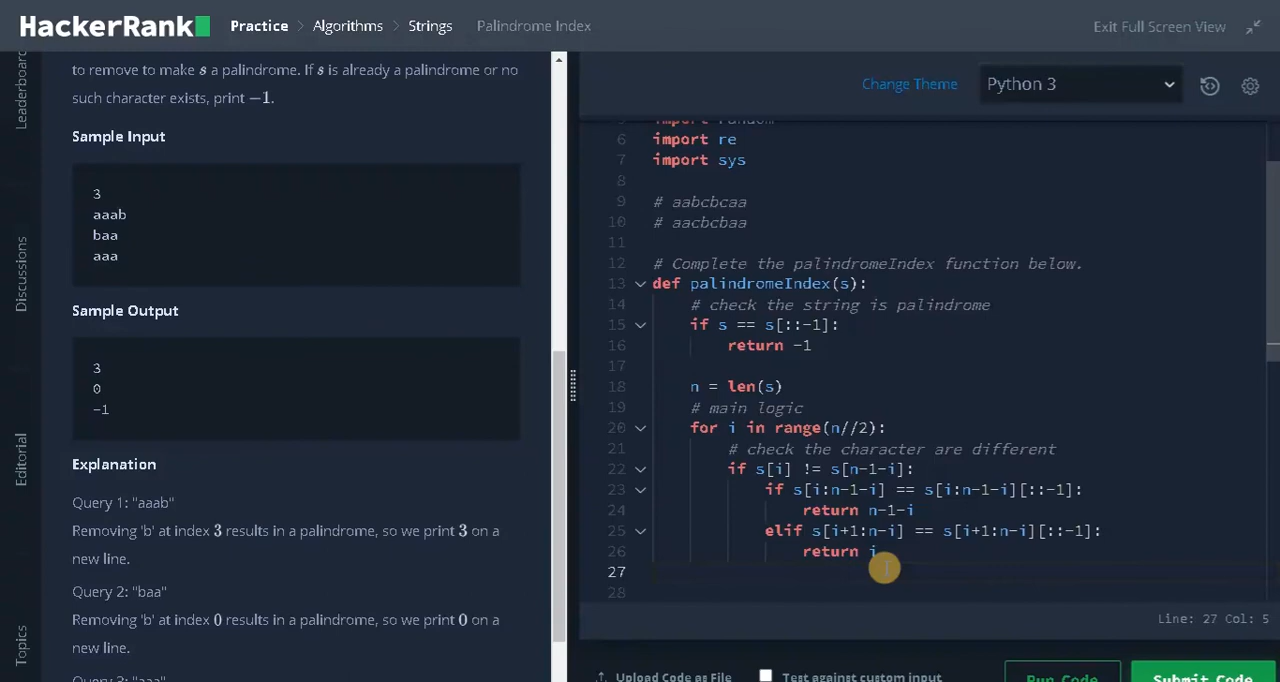 HackerRank Practice > Algorithms > Strings Palindrome Index Exit Full Screen View
Leaderboard
Discussions
Editorial
Topics
to remove to make s a palindrome. If s is already a palindrome or no
such character exists, print −1.
Sample Input
3
aaab
baa
aaa
Sample Output
3
0
-1
Explanation
Query 1: "aaab"
Removing 'b' at index 3 results in a palindrome, so we print 3 on a
new line.
Query 2: "baa"
Removing 'b' at index 0 results in a palindrome, so we print 0 on a
new line.
Query 3: "aaa"
Change Theme Python 3
5 import random
6 import re
7 import sys
8
9 # aabcbcaa
10 # aacbcbaa
11
12 # Complete the palindromeIndex function below.
13 def palindromeIndex(s):
14 # check the string is palindrome
15 if s == s[::-1]:
16 return -1
17
18 n = len(s)
19 # main logic
20 for i in range(n//2):
21 # check the character are different
22 if s[i] != s[n-1-i]:
23 if s[i:n-1-i] == s[i:n-1-i][::-1]:
24 return n-1-i
25 elif s[i+1:n-i] == s[i+1:n-i][::-1]:
26 return i
27
28
Line: 27 Col: 5
Upload Code as File Test against custom input Run Code Submit Code